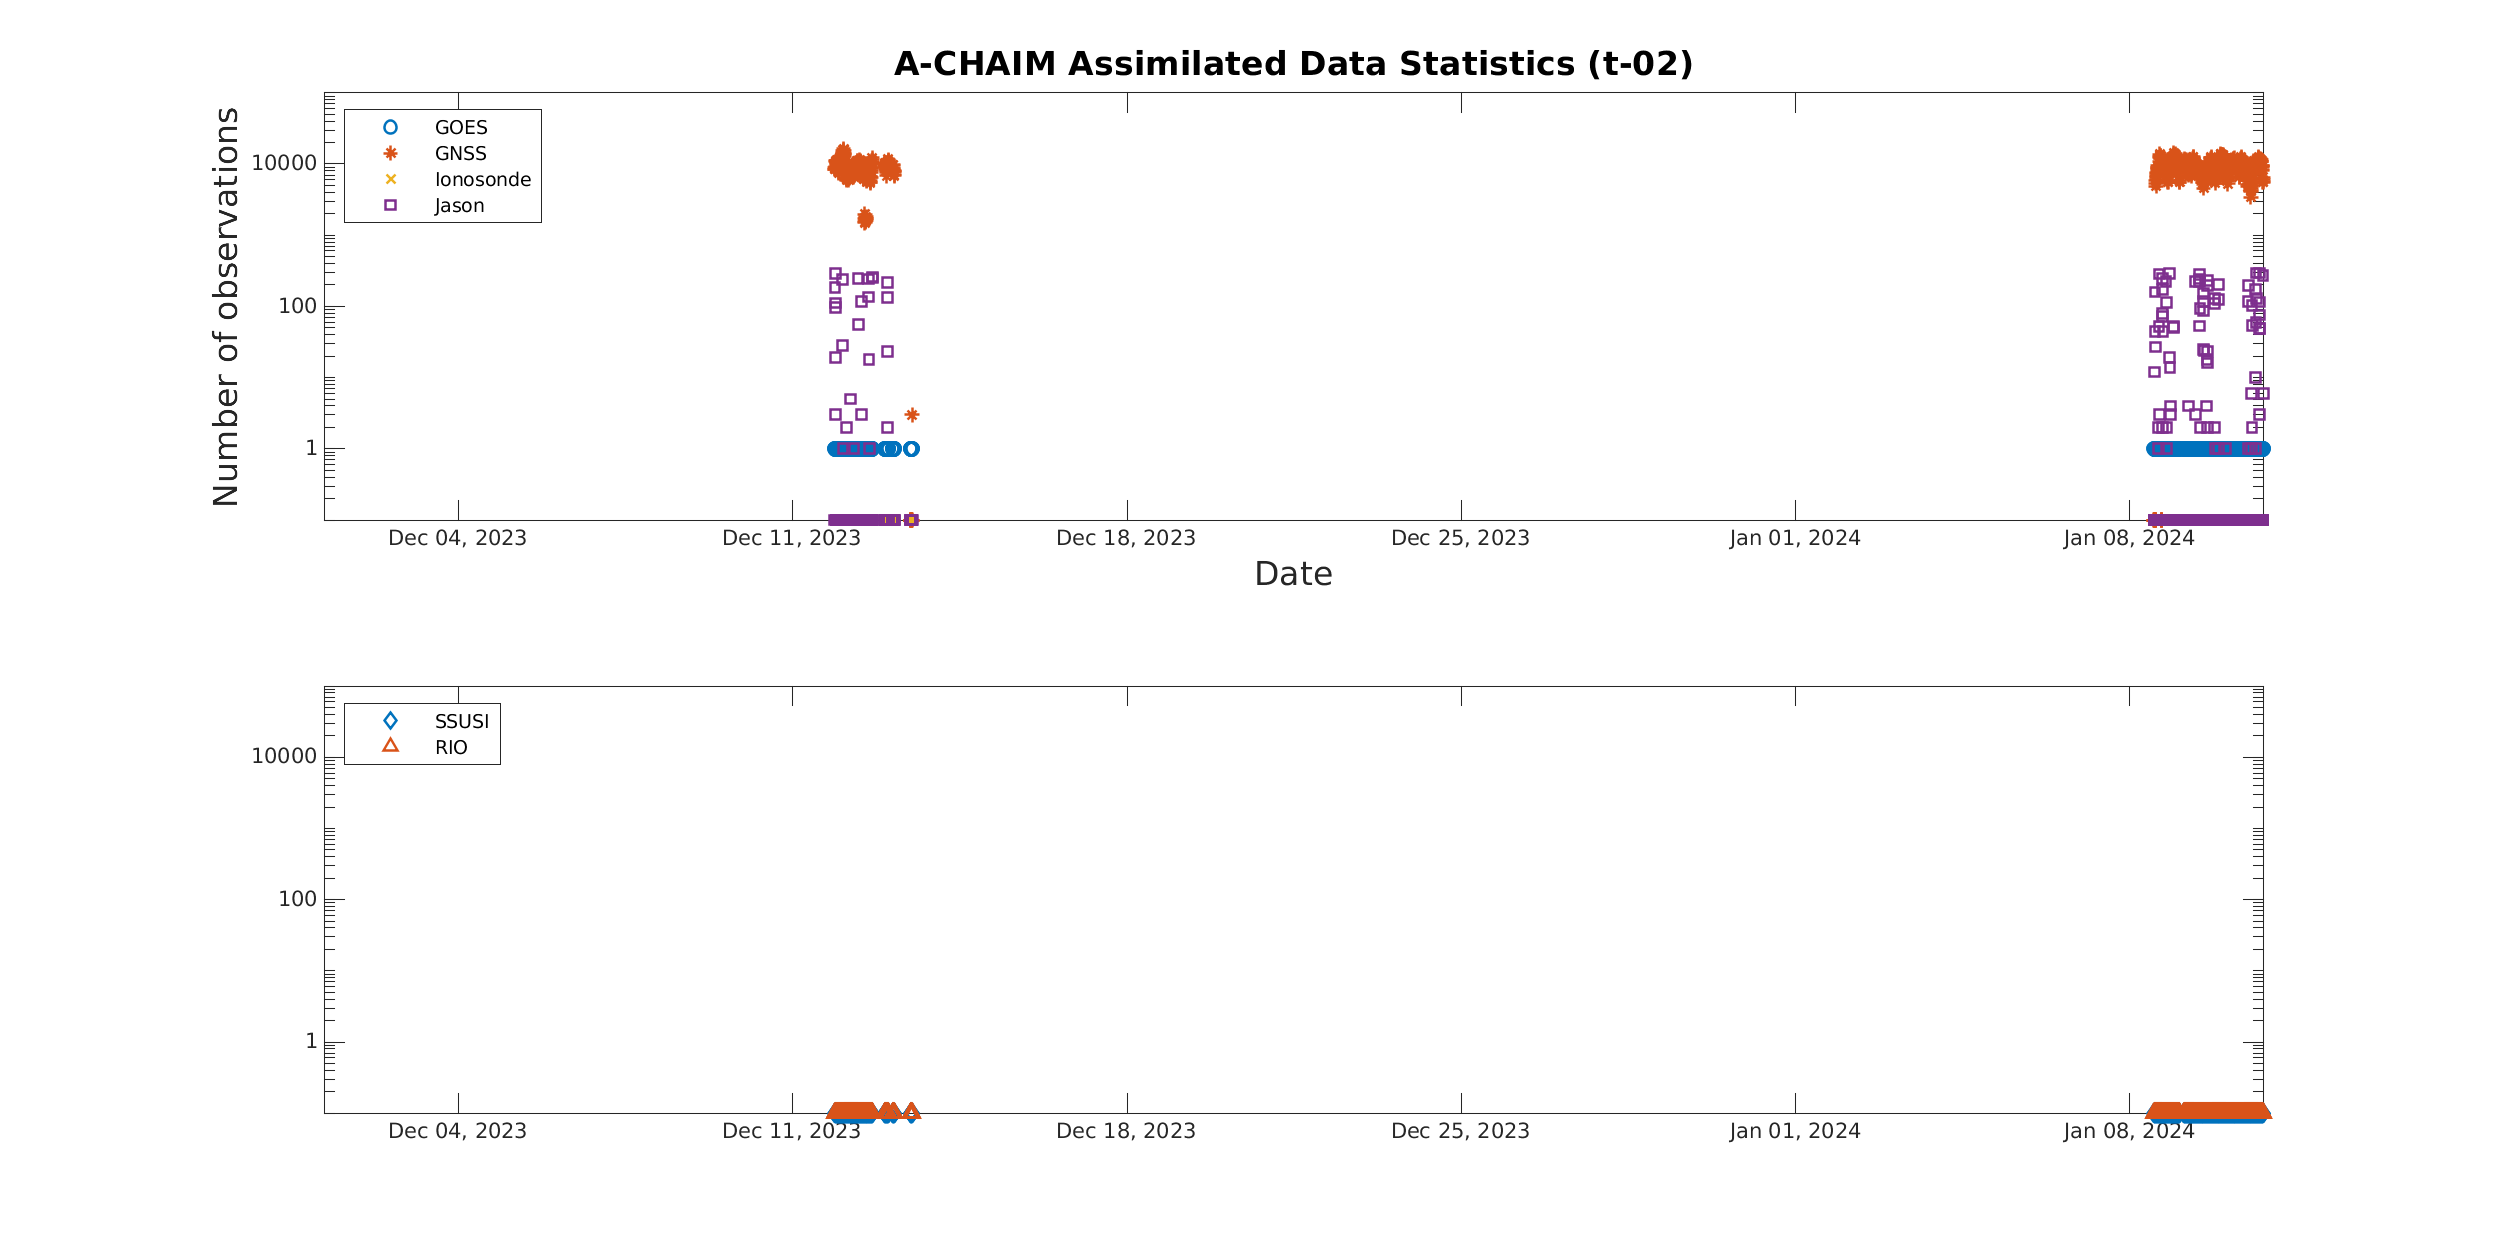 A-CHAIM Assimilated Data Statistics (t-02)
Number of observations
GOES
GNSS
Ionosonde
Jason
10000
100
1
Dec 04, 2023
Dec 11, 2023
Dec 18, 2023
Dec 25, 2023
Jan 01, 2024
Jan 08, 2024
Date
SSUSI
RIO
10000
100
1
Dec 04, 2023
Dec 11, 2023
Dec 18, 2023
Dec 25, 2023
Jan 01, 2024
Jan 08, 2024